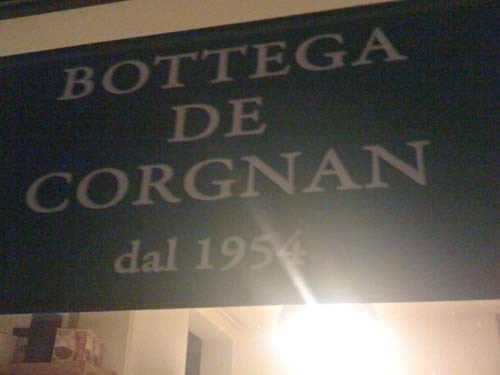 BOTTEGA
DE
CORGNAN
dal 1954